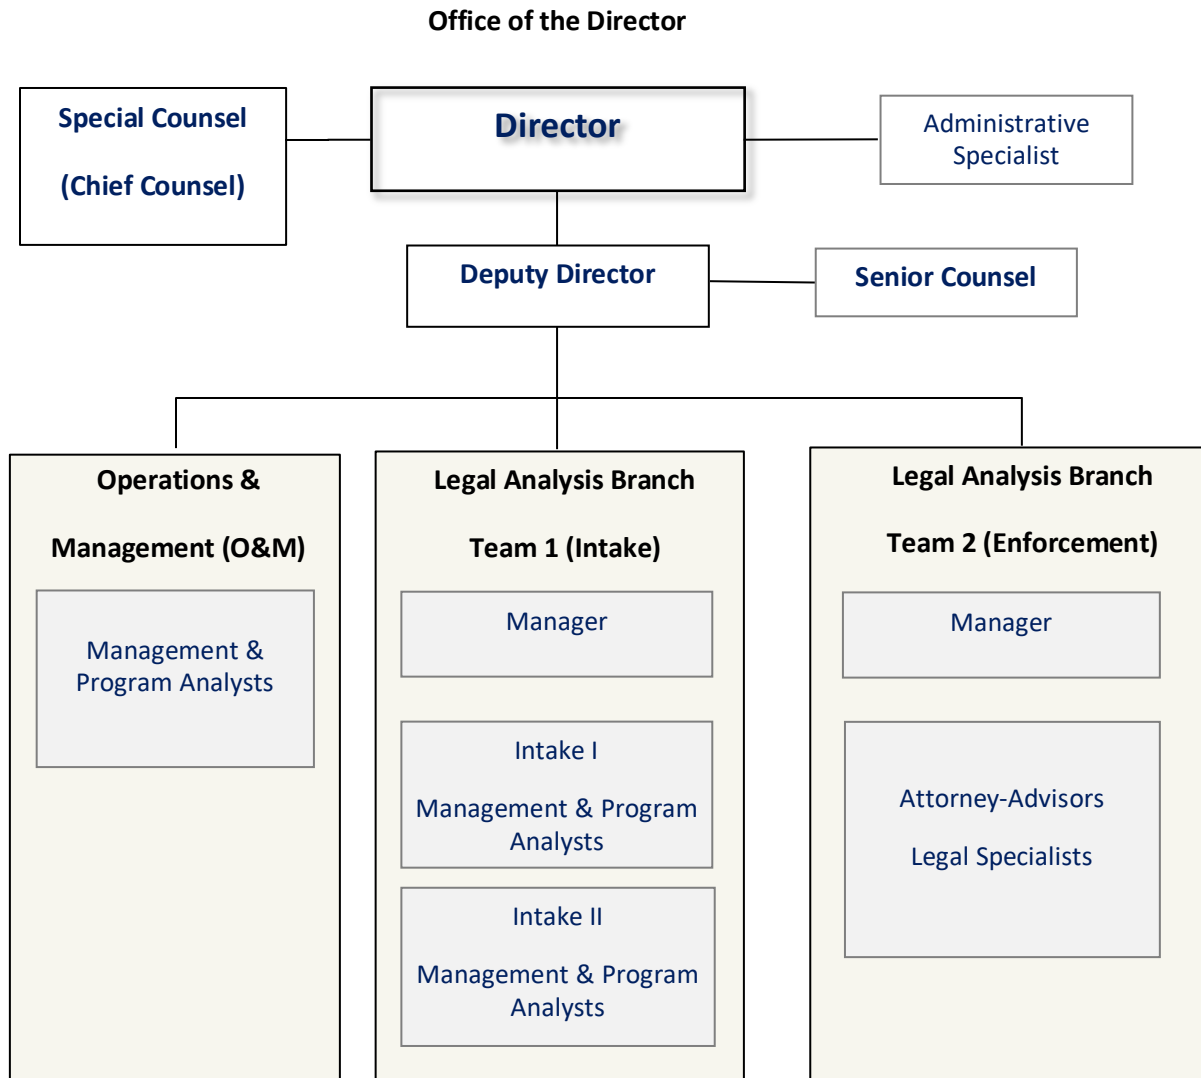 Office of the Director
Special Counsel
(Chief Counsel)
Director
Administrative
Specialist
Deputy Director
Senior Counsel
Operations &
Management (O&M)
Management &
Program Analysts
Legal Analysis Branch
Team 1 (Intake)
Manager
Intake I
Management & Program
Analysts
Intake II
Management & Program
Analysts
Legal Analysis Branch
Team 2 (Enforcement)
Manager
Attorney-Advisors
Legal Specialists